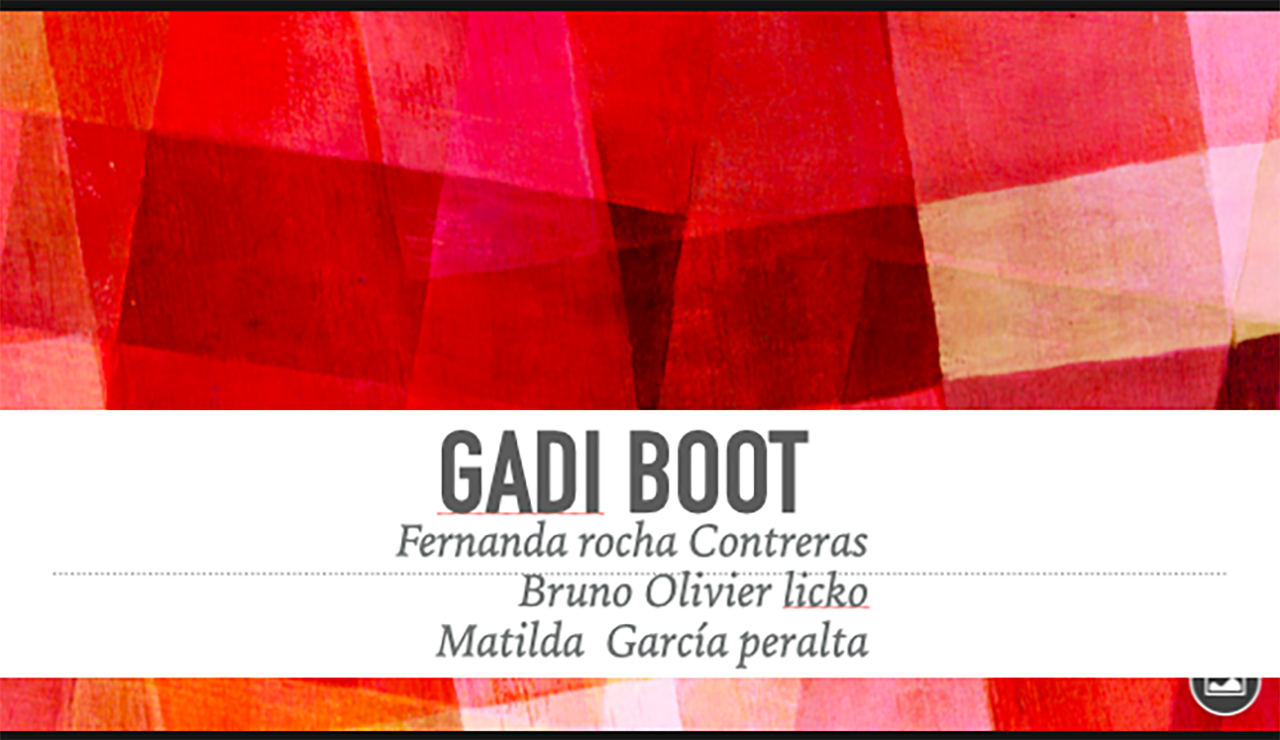 GADI BOOT
Fernanda rocha Contreras
Bruno Olivier licko
Matilda  García peralta